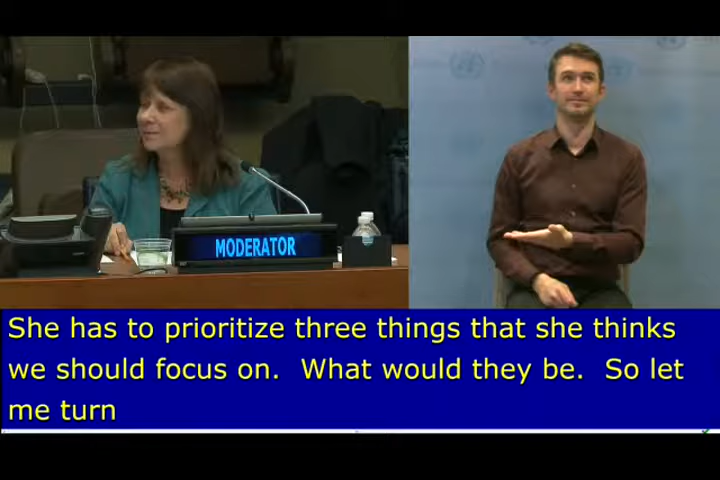 MODERATOR
She has to prioritize three things that she thinks
we should focus on.  What would they be.  So let
me turn